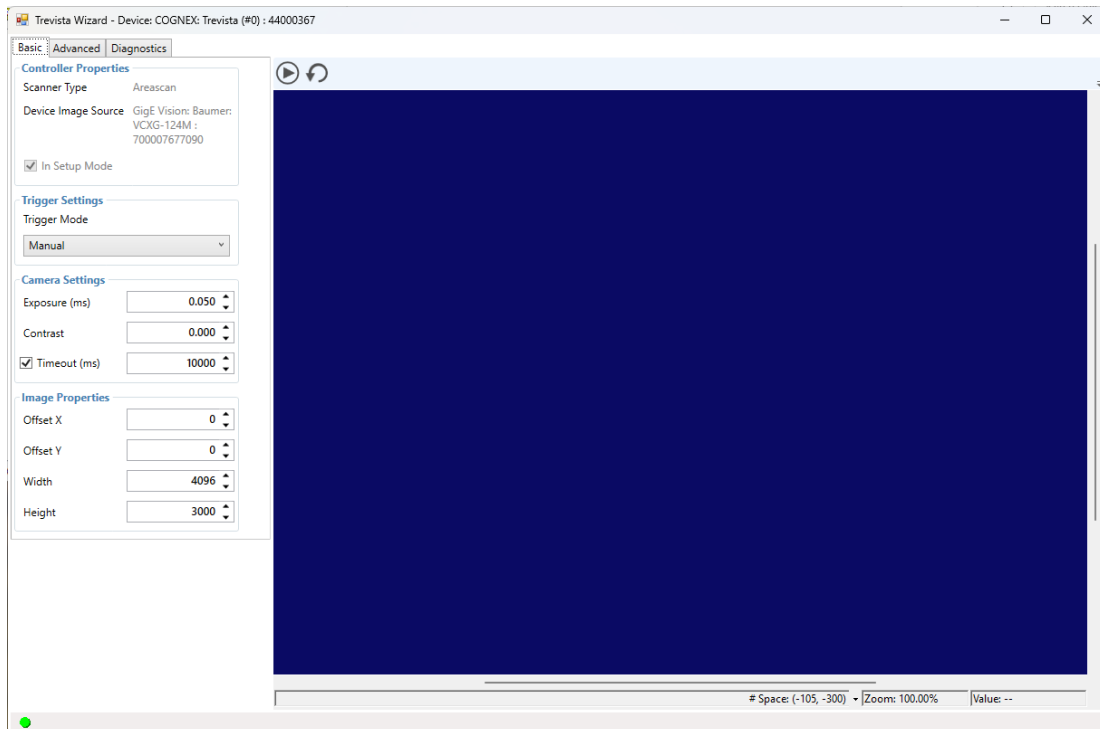 Trevista Wizard - Device: COGNEX: Trevista (#0) : 44000367
Basic Advanced Diagnostics
Controller Properties
Scanner Type Areascan
Device Image Source GigE Vision: Baumer:
VCXG-124M :
700007677090
In Setup Mode
Trigger Settings
Trigger Mode
Manual
Camera Settings
Exposure (ms) 0.050
Contrast 0.000
Timeout (ms) 10000
Image Properties
Offset X 0
Offset Y 0
Width 4096
Height 3000
# Space: (-105, -300) Zoom: 100.00% Value: --